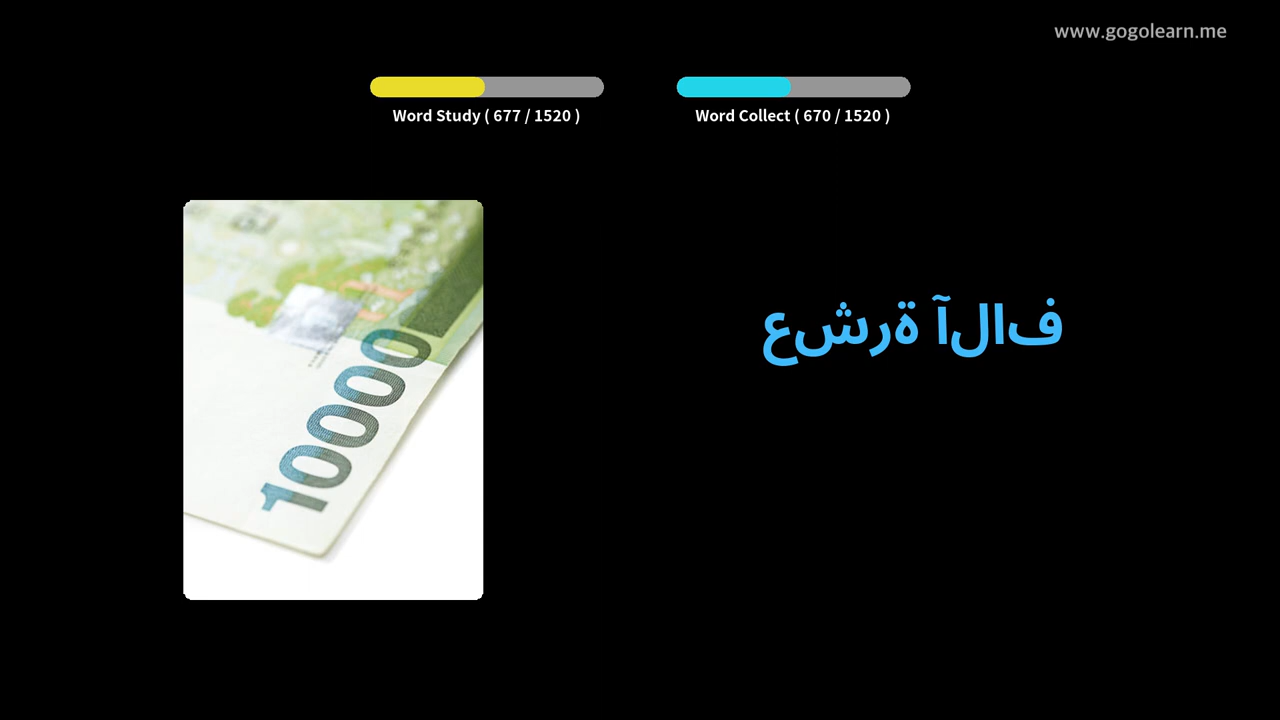 www.gogolearn.me
Word Study ( 677 / 1520 )
Word Collect ( 670 / 1520 )
عشرة آلاف
10000